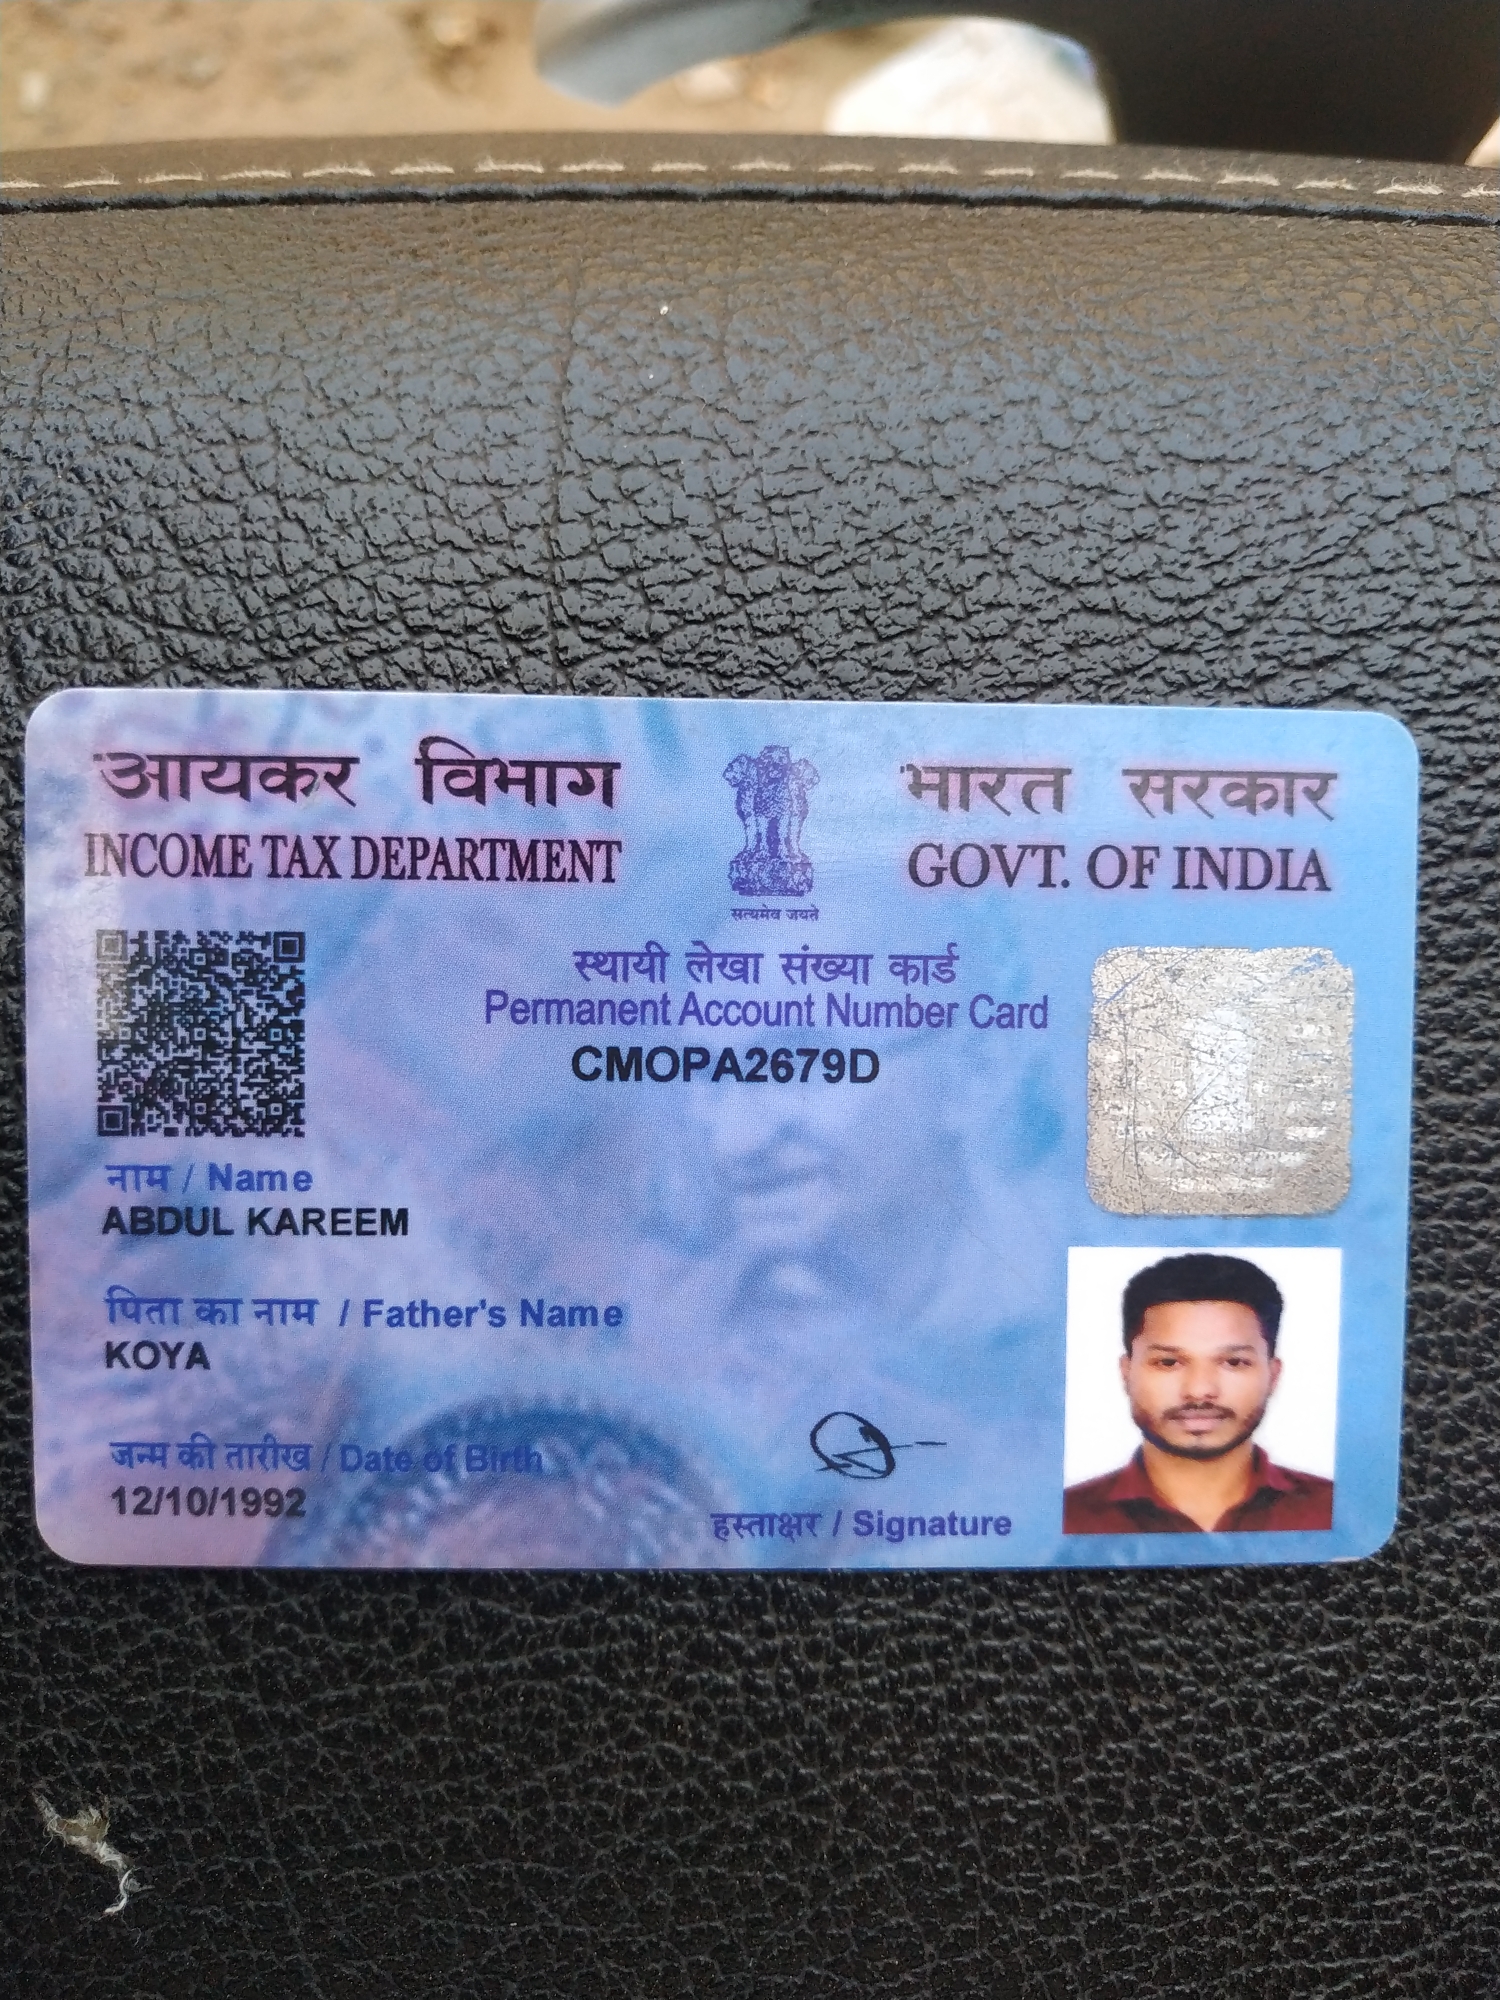 आयकर विभाग
INCOME TAX DEPARTMENT
सत्यमेव जयते
भारत सरकार
GOVT. OF INDIA
स्थायी लेखा संख्या कार्ड
Permanent Account Number Card
CMOPA2679D
नाम / Name
ABDUL KAREEM
पिता का नाम / Father's Name
KOYA
जन्म की तारीख / Date of Birth
12/10/1992
हस्ताक्षर / Signature